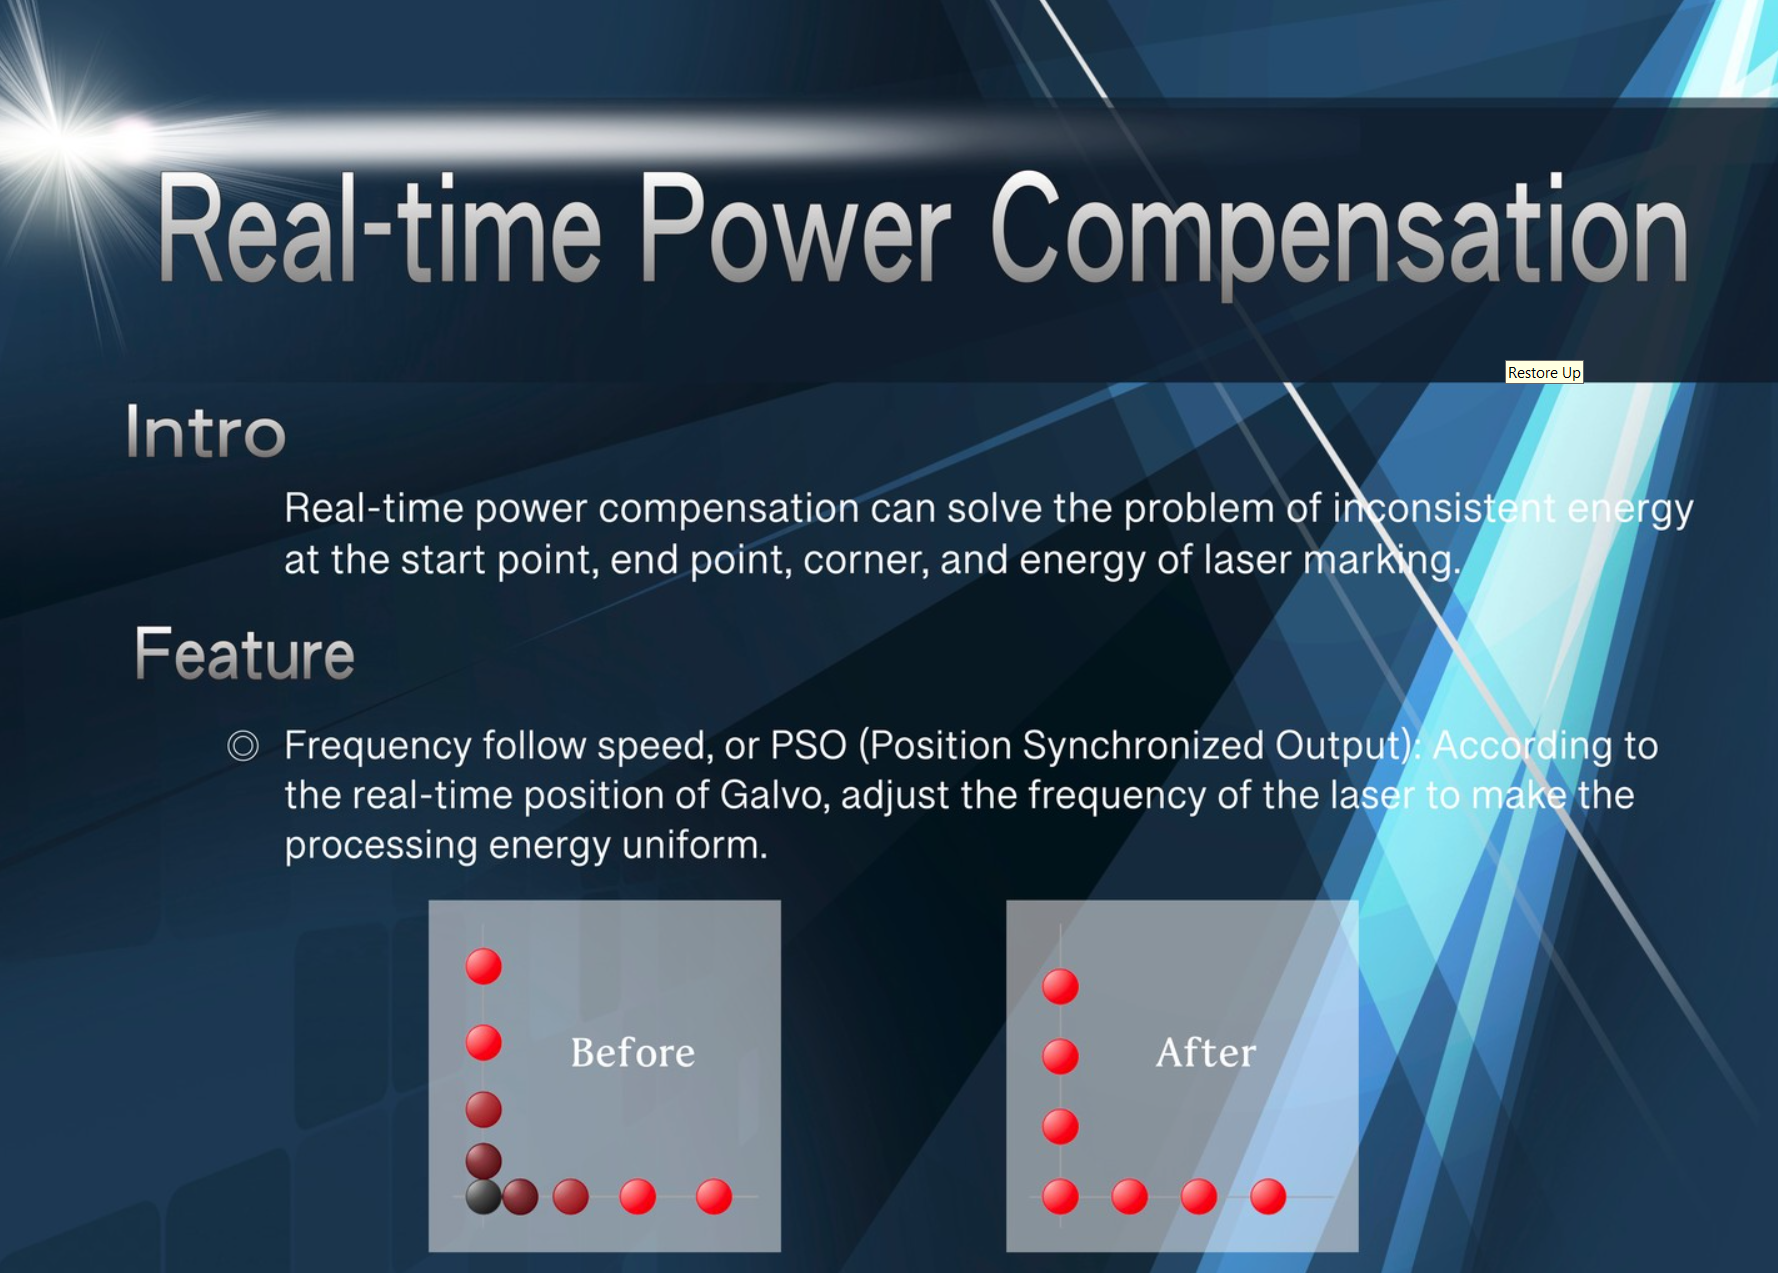 Real-time Power Compensation
Restore Up
Intro
Real-time power compensation can solve the problem of inconsistent energy
at the start point, end point, corner, and energy of laser marking.
Feature
◎ Frequency follow speed, or PSO (Position Synchronized Output): According to
the real-time position of Galvo, adjust the frequency of the laser to make the
processing energy uniform.
Before
After